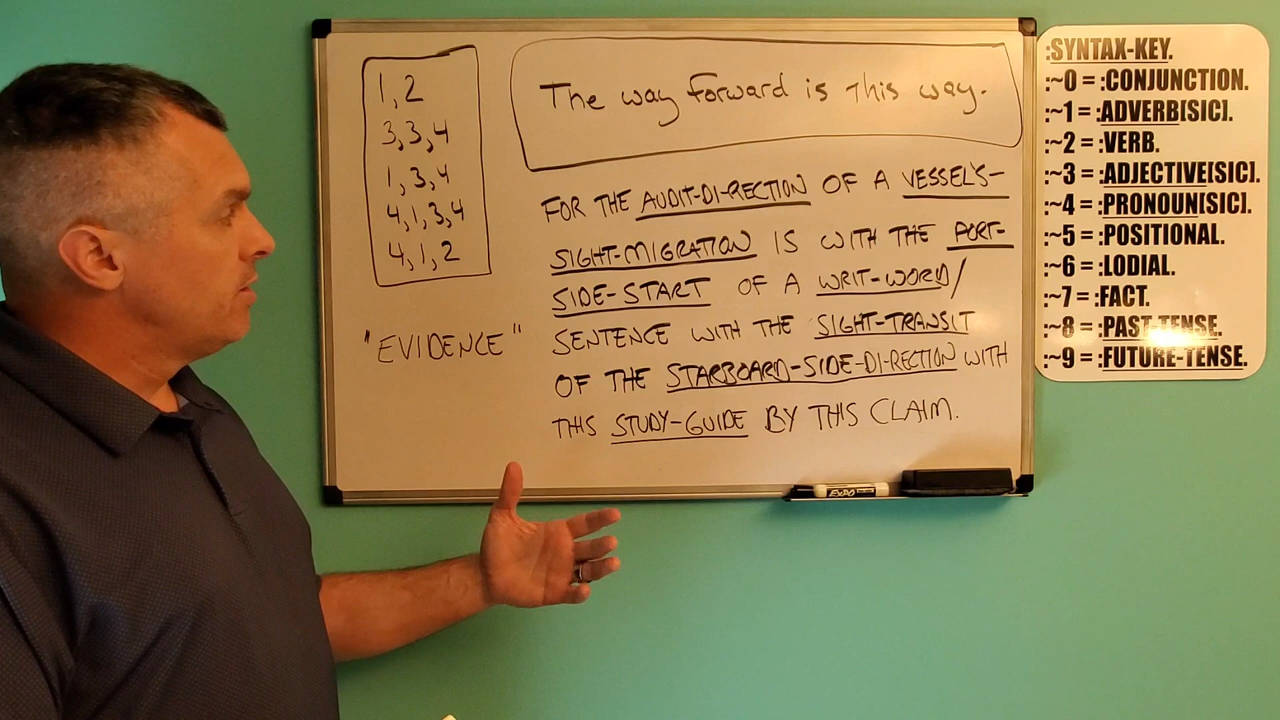 1, 2
3, 3, 4
1, 3, 4
4, 1, 3, 4
4, 1, 2
"EVIDENCE"
The way forward is this way.
FOR THE AUDIT-DI-RECTION OF A VESSEL'S-
SIGHT-MIGRATION IS WITH THE PORT-
SIDE-START OF A WRIT-WORD/
SENTENCE WITH THE SIGHT-TRANSIT
OF THE STARBOARD-SIDE-DI-RECTION WITH
THIS STUDY-GUIDE BY THIS CLAIM.
EXPO
:SYNTAX-KEY.
:~0 = :CONJUNCTION.
:~1 = :ADVERB[SIC].
:~2 = :VERB.
:~3 = :ADJECTIVE[SIC].
:~4 = :PRONOUN[SIC].
:~5 = :POSITIONAL.
:~6 = :LODIAL.
:~7 = :FACT.
:~8 = :PAST-TENSE.
:~9 = :FUTURE-TENSE.